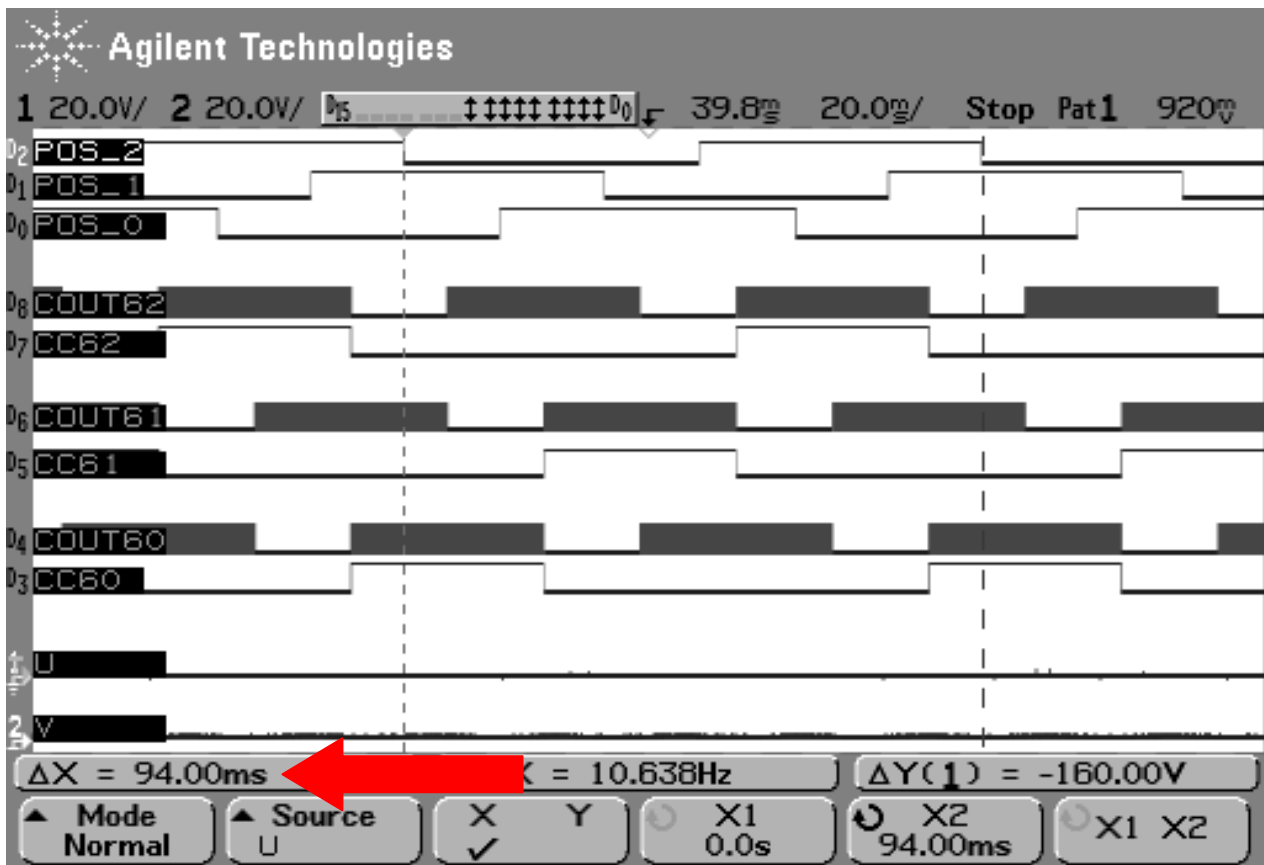 Agilent Technologies
1 20.0V/ 2 20.0V/ D15 D0 39.8ms 20.0ms/ Stop Pat1 920mV
D2 POS_2
D1 POS_1
D0 POS_0
D8 COUT62
D7 CC62
D6 COUT61
D5 CC61
D4 COUT60
D3 CC60
U
2 V
ΔX = 94.00ms = 10.638Hz ΔY(1) = -160.00V
Mode Source X Y X1 X2 X1 X2
Normal U ✓ 0.0s 94.00ms